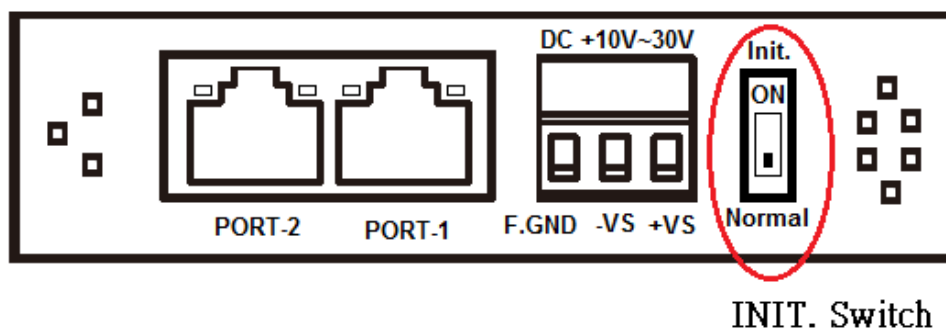 DC +10V~30V
Init.
ON
PORT-2
PORT-1
F.GND -VS +VS
Normal
INIT. Switch